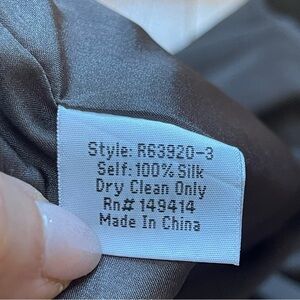 Style: R63920-3
Self: 100% Silk
Dry Clean Only
Rn# 149414
Made In China